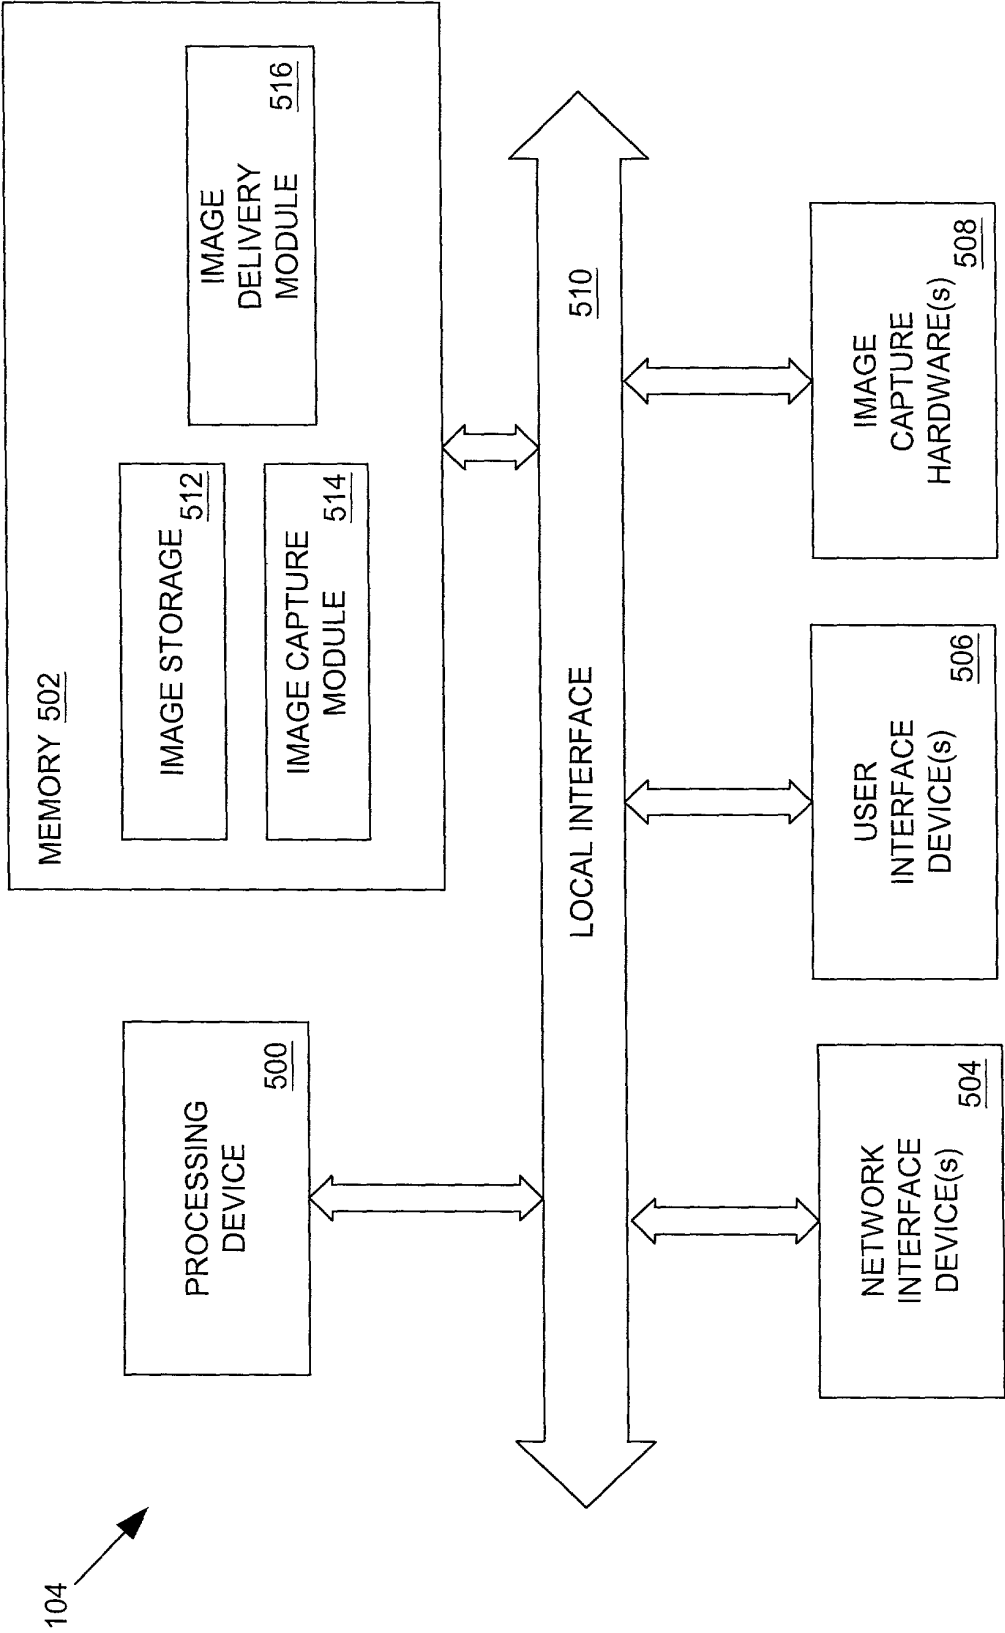 104
PROCESSING
DEVICE
500
MEMORY 502
IMAGE STORAGE
512
IMAGE CAPTURE
MODULE
514
IMAGE
DELIVERY
MODULE
516
LOCAL INTERFACE
510
NETWORK
INTERFACE
DEVICE(s)
504
USER
INTERFACE
DEVICE(s)
506
IMAGE
CAPTURE
HARDWARE(s)
508